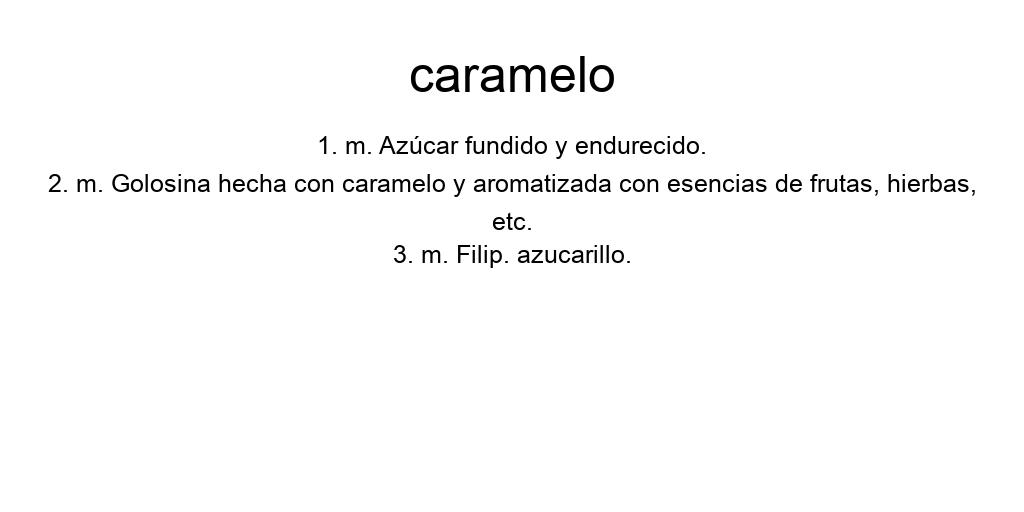 caramelo
1. m. Azúcar fundido y endurecido.
2. m. Golosina hecha con caramelo y aromatizada con esencias de frutas, hierbas,
etc.
3. m. Filip. azucarillo.